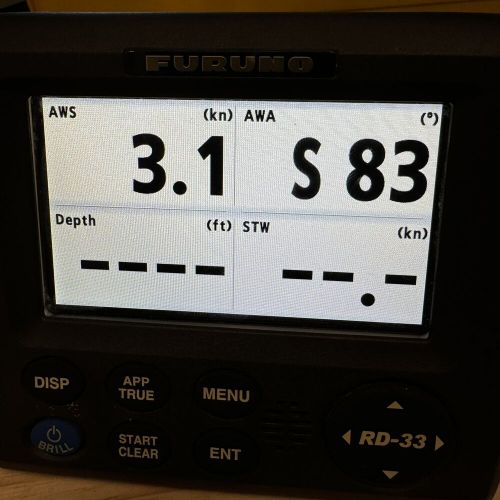 FURUNO
AWS (kn) AWA (°)
3.1 S 83
Depth (ft) STW (kn)
---- --.-
DISP APP TRUE MENU
BRILL START CLEAR ENT
RD-33